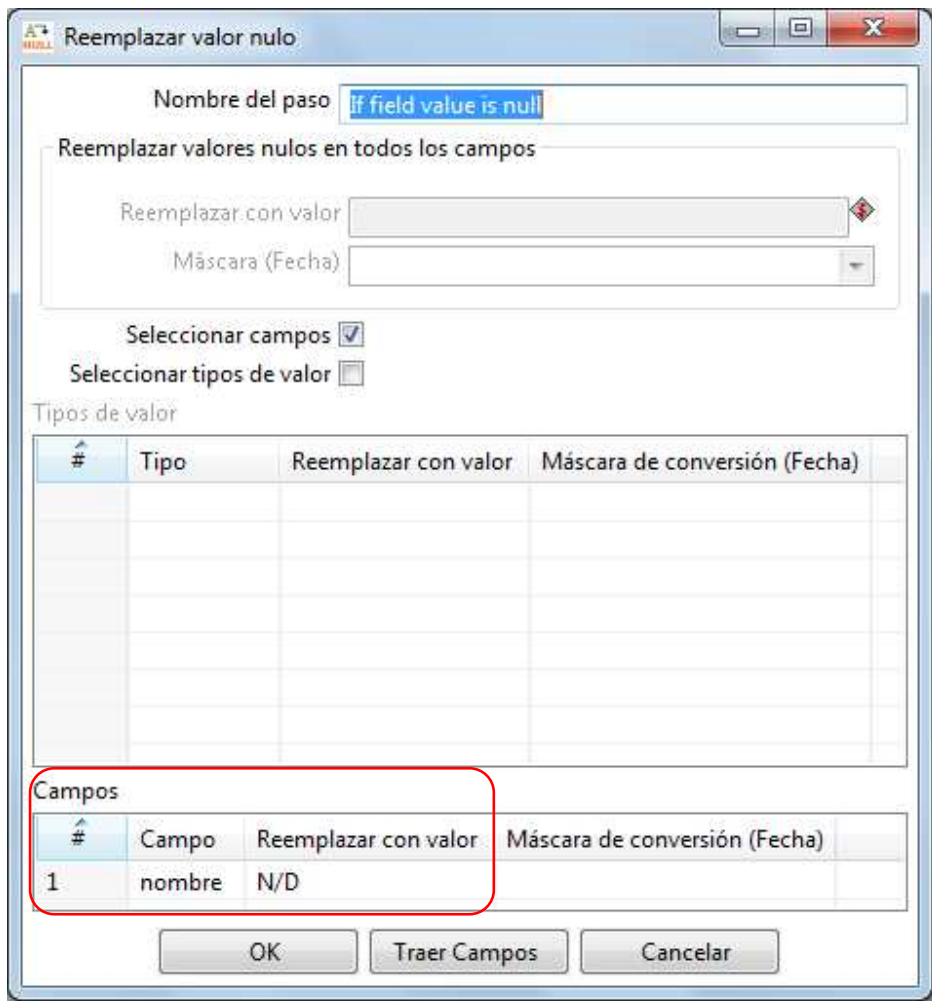 A
NULL
Reemplazar valor nulo
Nombre del paso If field value is null
Reemplazar valores nulos en todos los campos
Reemplazar con valor $
Máscara (Fecha)
Seleccionar campos
Seleccionar tipos de valor
Tipos de valor
# Tipo Reemplazar con valor Máscara de conversión (Fecha)
Campos
# Campo Reemplazar con valor Máscara de conversión (Fecha)
1 nombre N/D
OK Traer Campos Cancelar